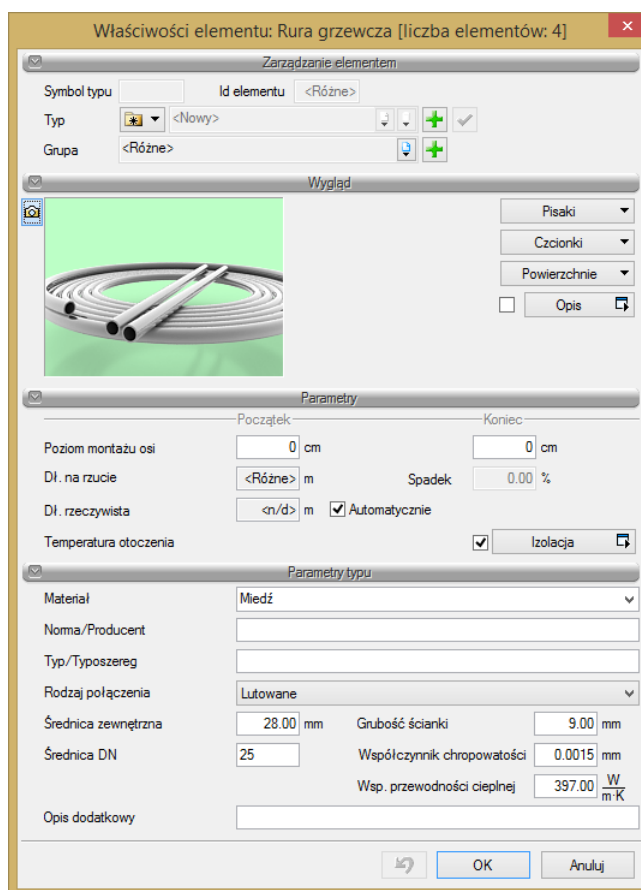 Właściwości elementu: Rura grzewcza [liczba elementów: 4]
Zarządzanie elementem
Symbol typu Id elementu <Różne>
Typ <Nowy>
Grupa <Różne>
Wygląd
Pisaki
Czcionki
Powierzchnie
Opis
Parametry
Początek Koniec
Poziom montażu osi 0 cm 0 cm
Dł. na rzucie <Różne> m Spadek 0.00 %
Dł. rzeczywista <n/d> m Automatycznie
Temperatura otoczenia Izolacja
Parametry typu
Materiał Miedź
Norma/Producent
Typ/Typoszereg
Rodzaj połączenia Lutowane
Średnica zewnętrzna 28.00 mm Grubość ścianki 9.00 mm
Średnica DN 25 Współczynnik chropowatości 0.0015 mm
Wsp. przewodności cieplnej 397.00 W/m·K
Opis dodatkowy
OK Anuluj